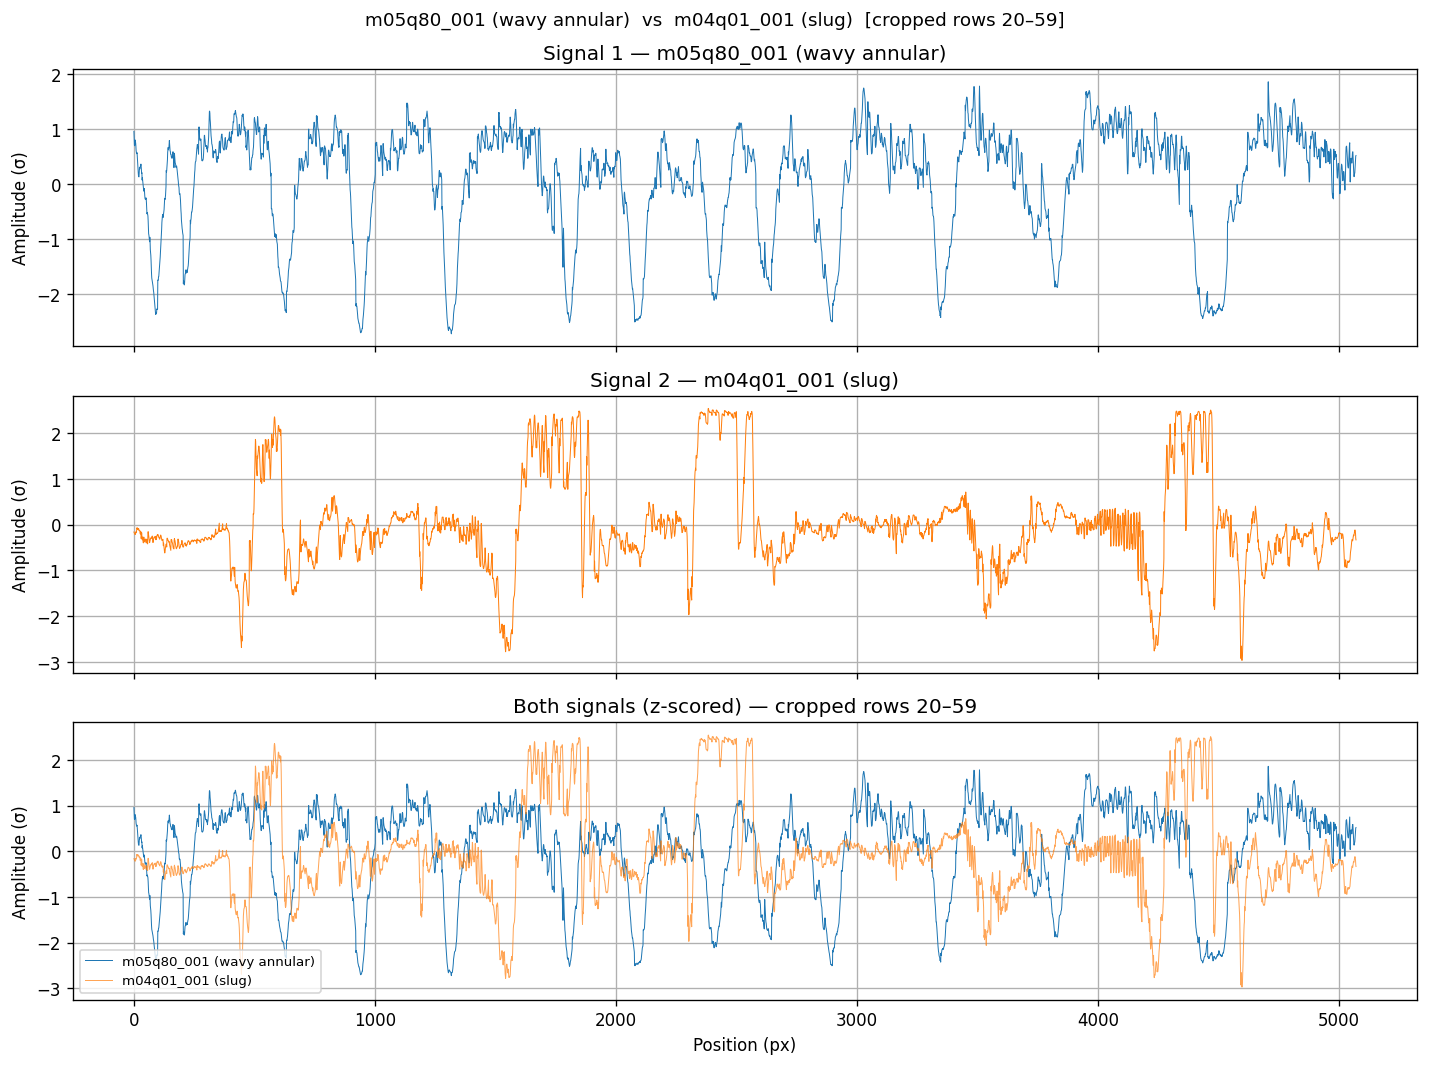 m05q80_001 (wavy annular)  vs  m04q01_001 (slug)  [cropped rows 20–59]
Signal 1 — m05q80_001 (wavy annular)
Amplitude (σ)
2
1
0
−1
−2
Signal 2 — m04q01_001 (slug)
Amplitude (σ)
2
1
0
−1
−2
−3
Both signals (z-scored) — cropped rows 20–59
Amplitude (σ)
2
1
0
−1
−2
−3
m05q80_001 (wavy annular)
m04q01_001 (slug)
0 1000 2000 3000 4000 5000
Position (px)